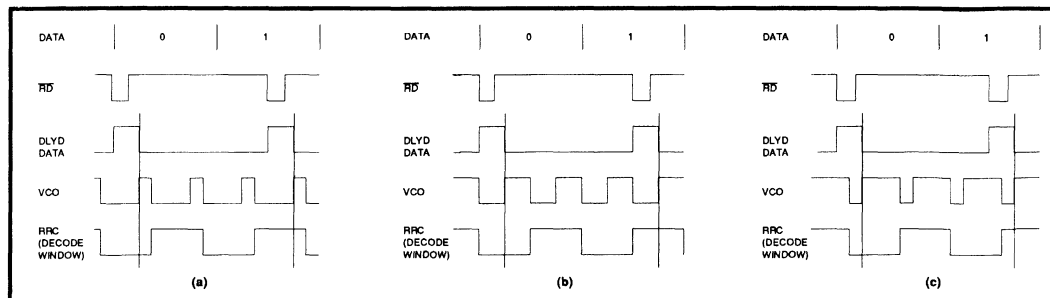 DATA 0 1
RD
DLYD
DATA
VCO
RRC
(DECODE
WINDOW)
(a)
DATA 0 1
RD
DLYD
DATA
VCO
RRC
(DECODE
WINDOW)
(b)
DATA 0 1
RD
DLYD
DATA
VCO
RRC
(DECODE
WINDOW)
(c)